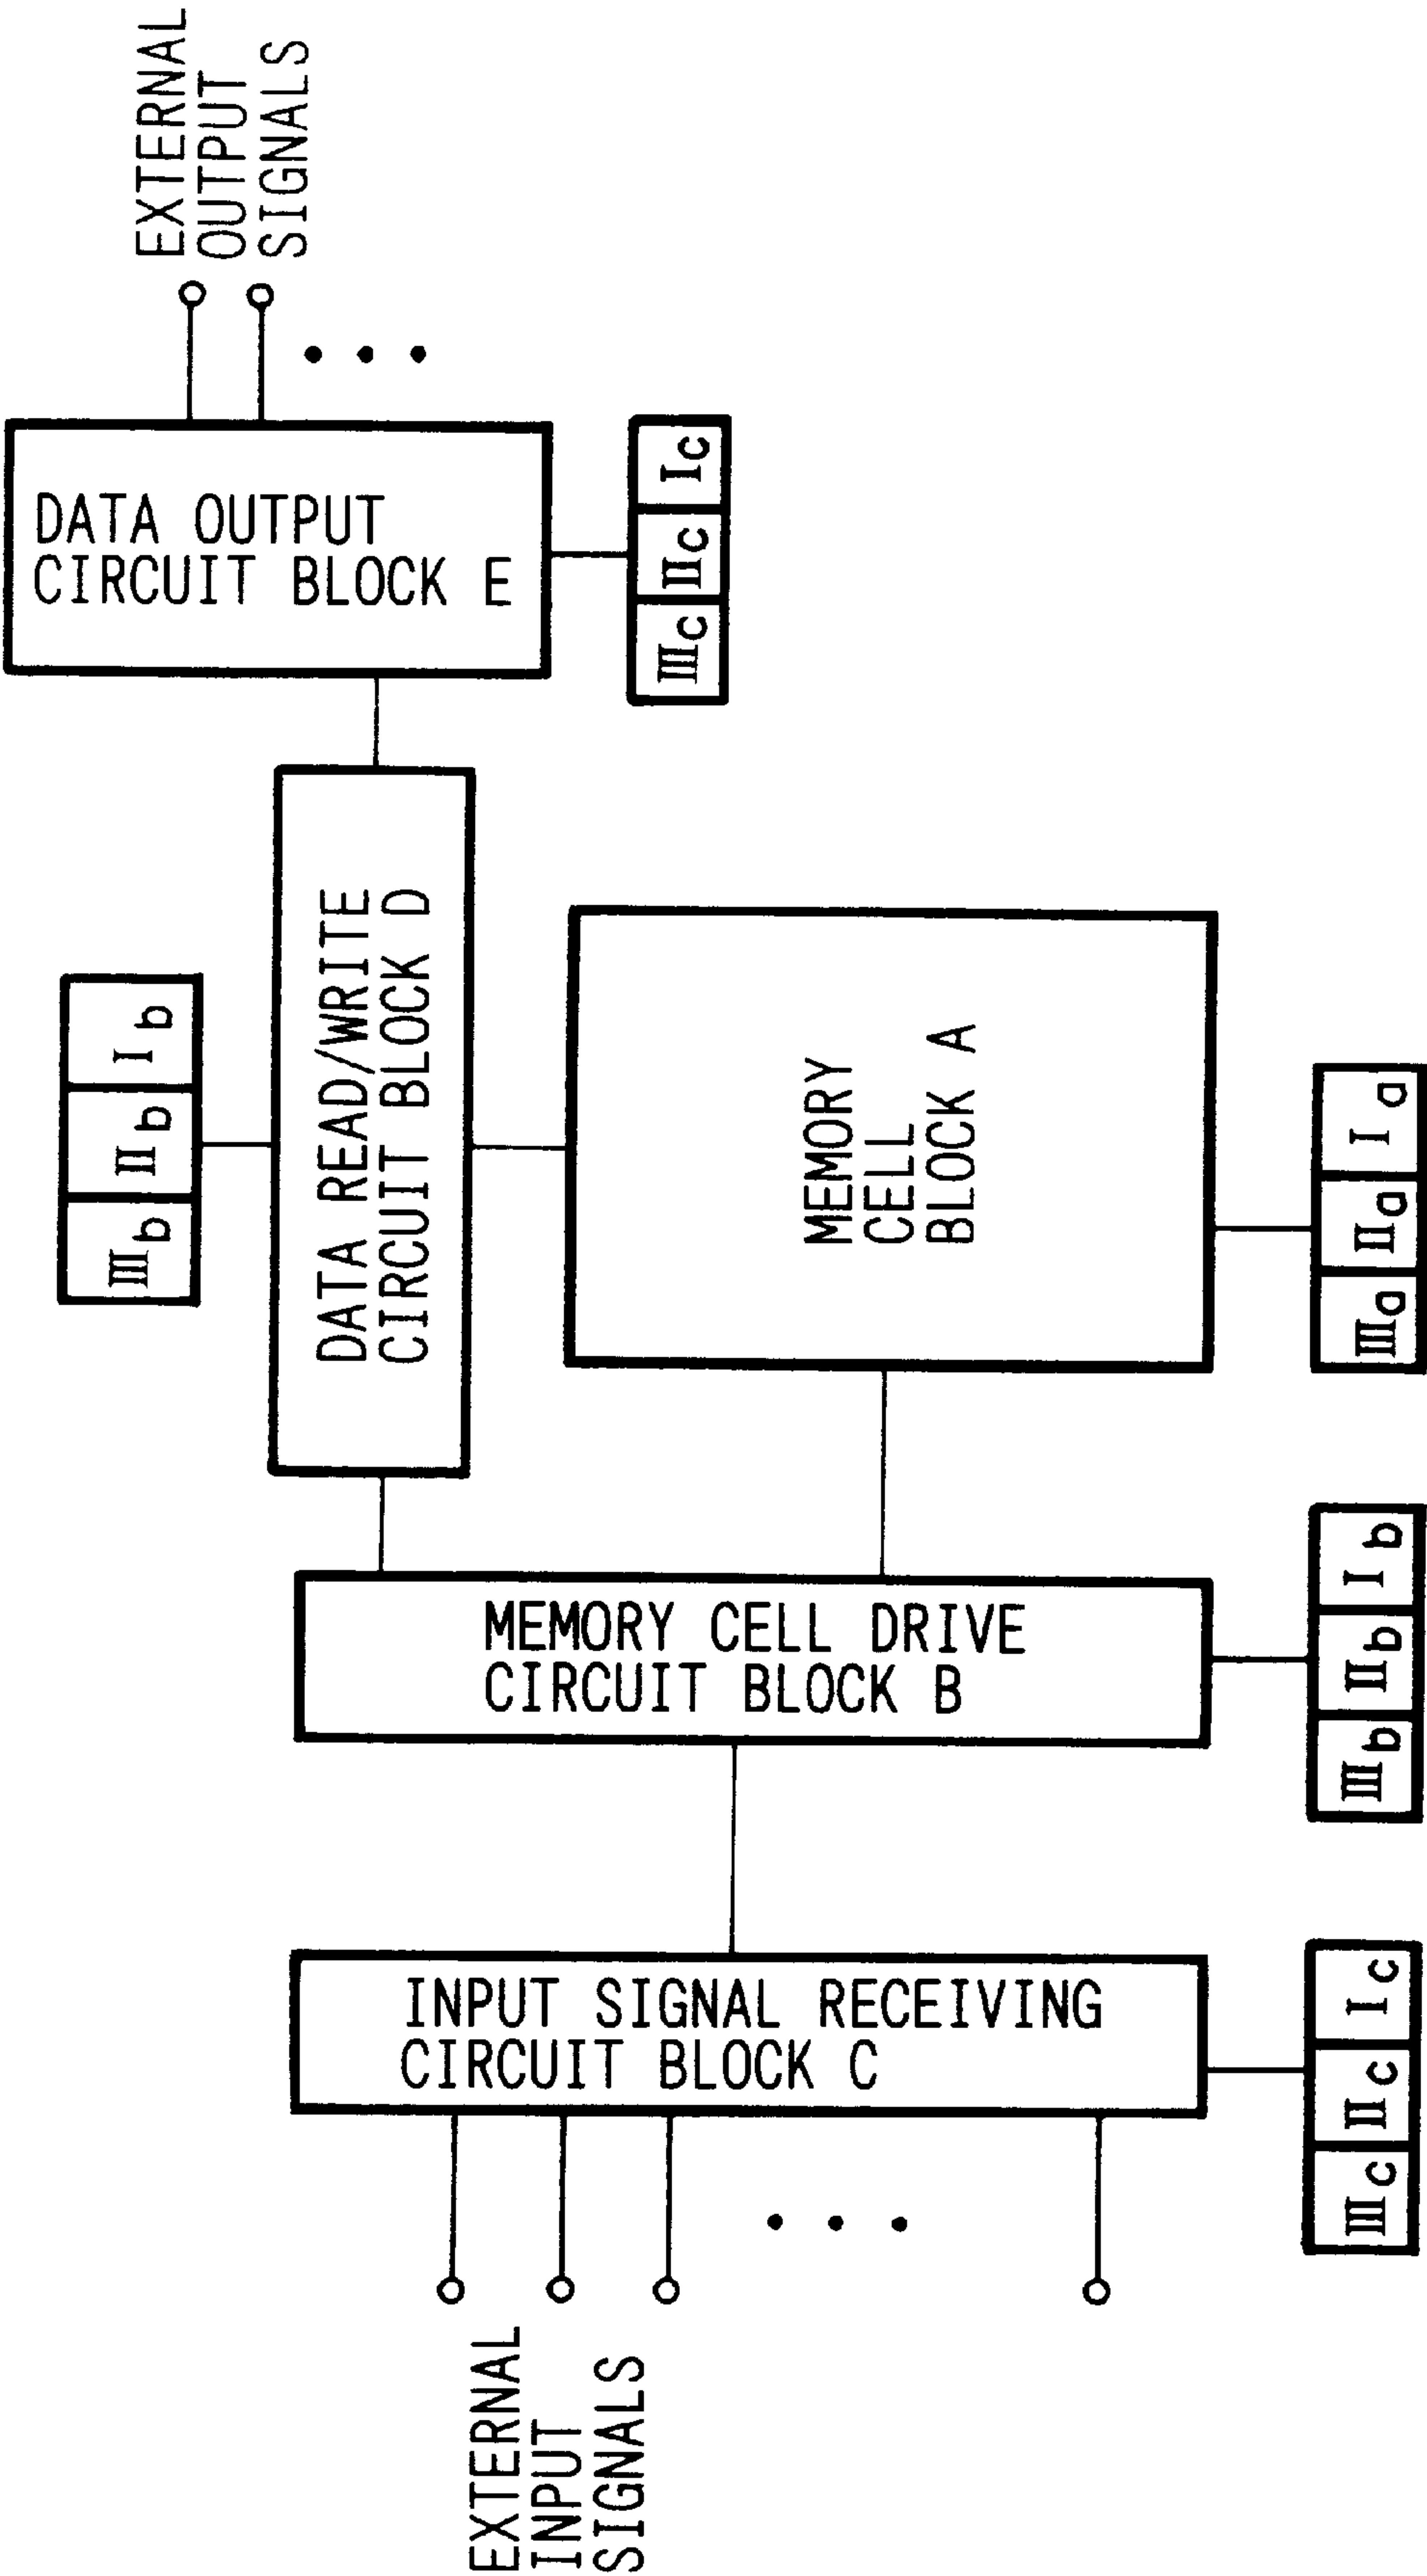 EXTERNAL
INPUT
SIGNALS
INPUT SIGNAL RECEIVING
CIRCUIT BLOCK C
IIIc IIc Ic
MEMORY CELL DRIVE
CIRCUIT BLOCK B
IIIb IIb Ib
DATA READ/WRITE
CIRCUIT BLOCK D
IIIb IIb Ib
MEMORY
CELL
BLOCK A
IIIa IIa Ia
DATA OUTPUT
CIRCUIT BLOCK E
IIIc IIc Ic
EXTERNAL
OUTPUT
SIGNALS